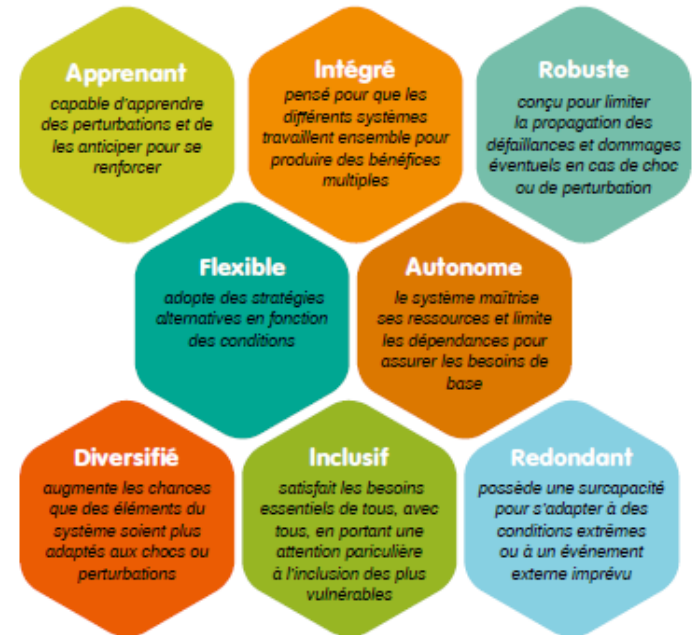 Apprenant
capable d'apprendre
des perturbations et de
les anticiper pour se
renforcer
Intégré
pensé pour que les
différents systèmes
travaillent ensemble pour
produire des bénéfices
multiples
Robuste
conçu pour limiter
la propagation des
défaillances et dommages
éventuels en cas de choc
ou de perturbation
Flexible
adopte des stratégies
alternatives en fonction
des conditions
Autonome
le système maîtrise
ses ressources et limite
les dépendances pour
assurer les besoins de
base
Diversifié
augmente les chances
que des éléments du
système soient plus
adaptés aux chocs ou
perturbations
Inclusif
satisfait les besoins
essentiels de tous, avec
tous, en portant une
attention pariculière
à l'inclusion des plus
vulnérables
Redondant
possède une surcapacité
pour s'adapter à des
conditions extrêmes
ou à un événement
externe imprévu